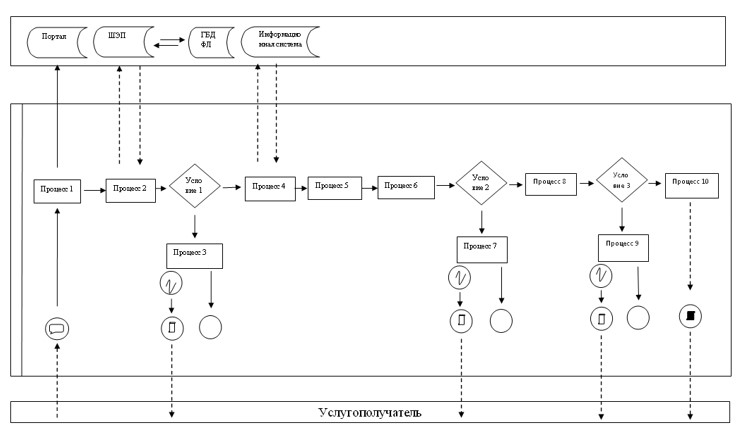 Портал
ШЭП
ГБД
ФЛ
Информацио
нная система
Процесс 1
Процесс 2
Усло
вие 1
Процесс 4
Процесс 5
Процесс 6
Усло
вие 2
Процесс 8
Усло
вие 3
Процесс 10
Процесс 3
Процесс 7
Процесс 9
Услугополучатель